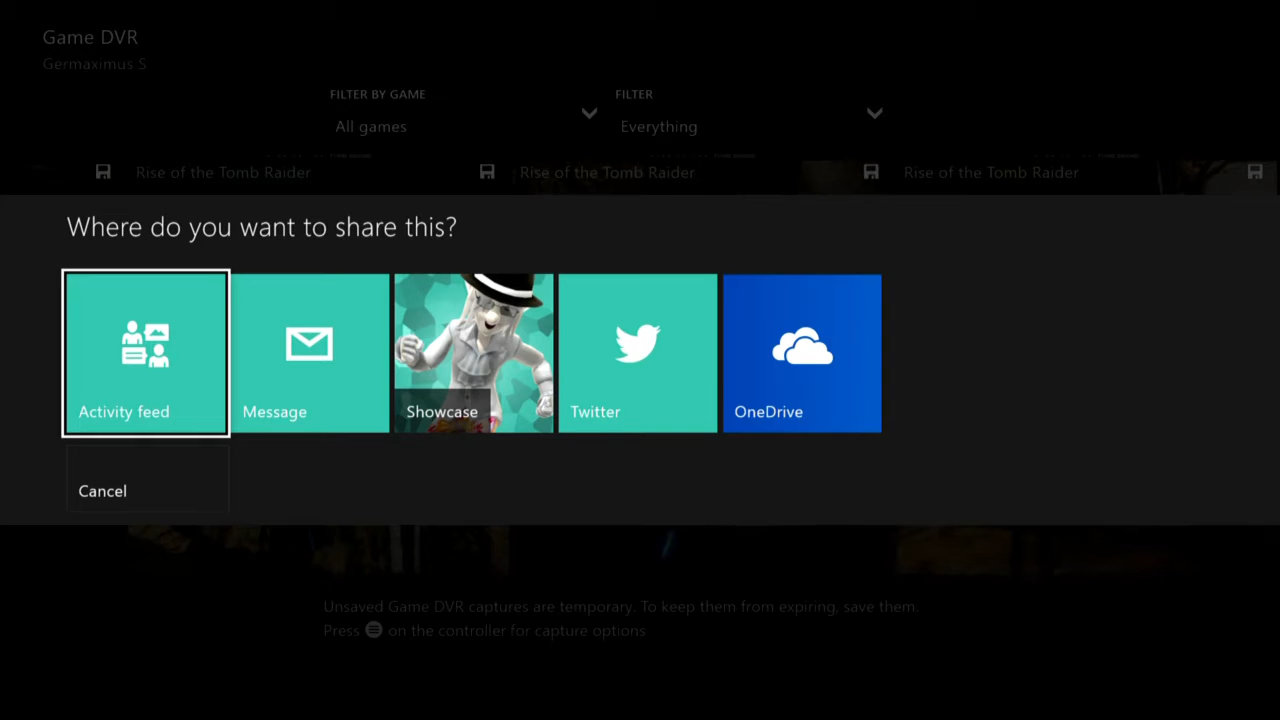 Game DVR
Germaximus S
FILTER BY GAME
FILTER
All games
Everything
Rise of the Tomb Raider
Rise of the Tomb Raider
Rise of the Tomb Raider
Where do you want to share this?
Activity feed
Message
Showcase
Twitter
OneDrive
Cancel
Unsaved Game DVR captures are temporary. To keep them from expiring, save them.
Press on the controller for capture options